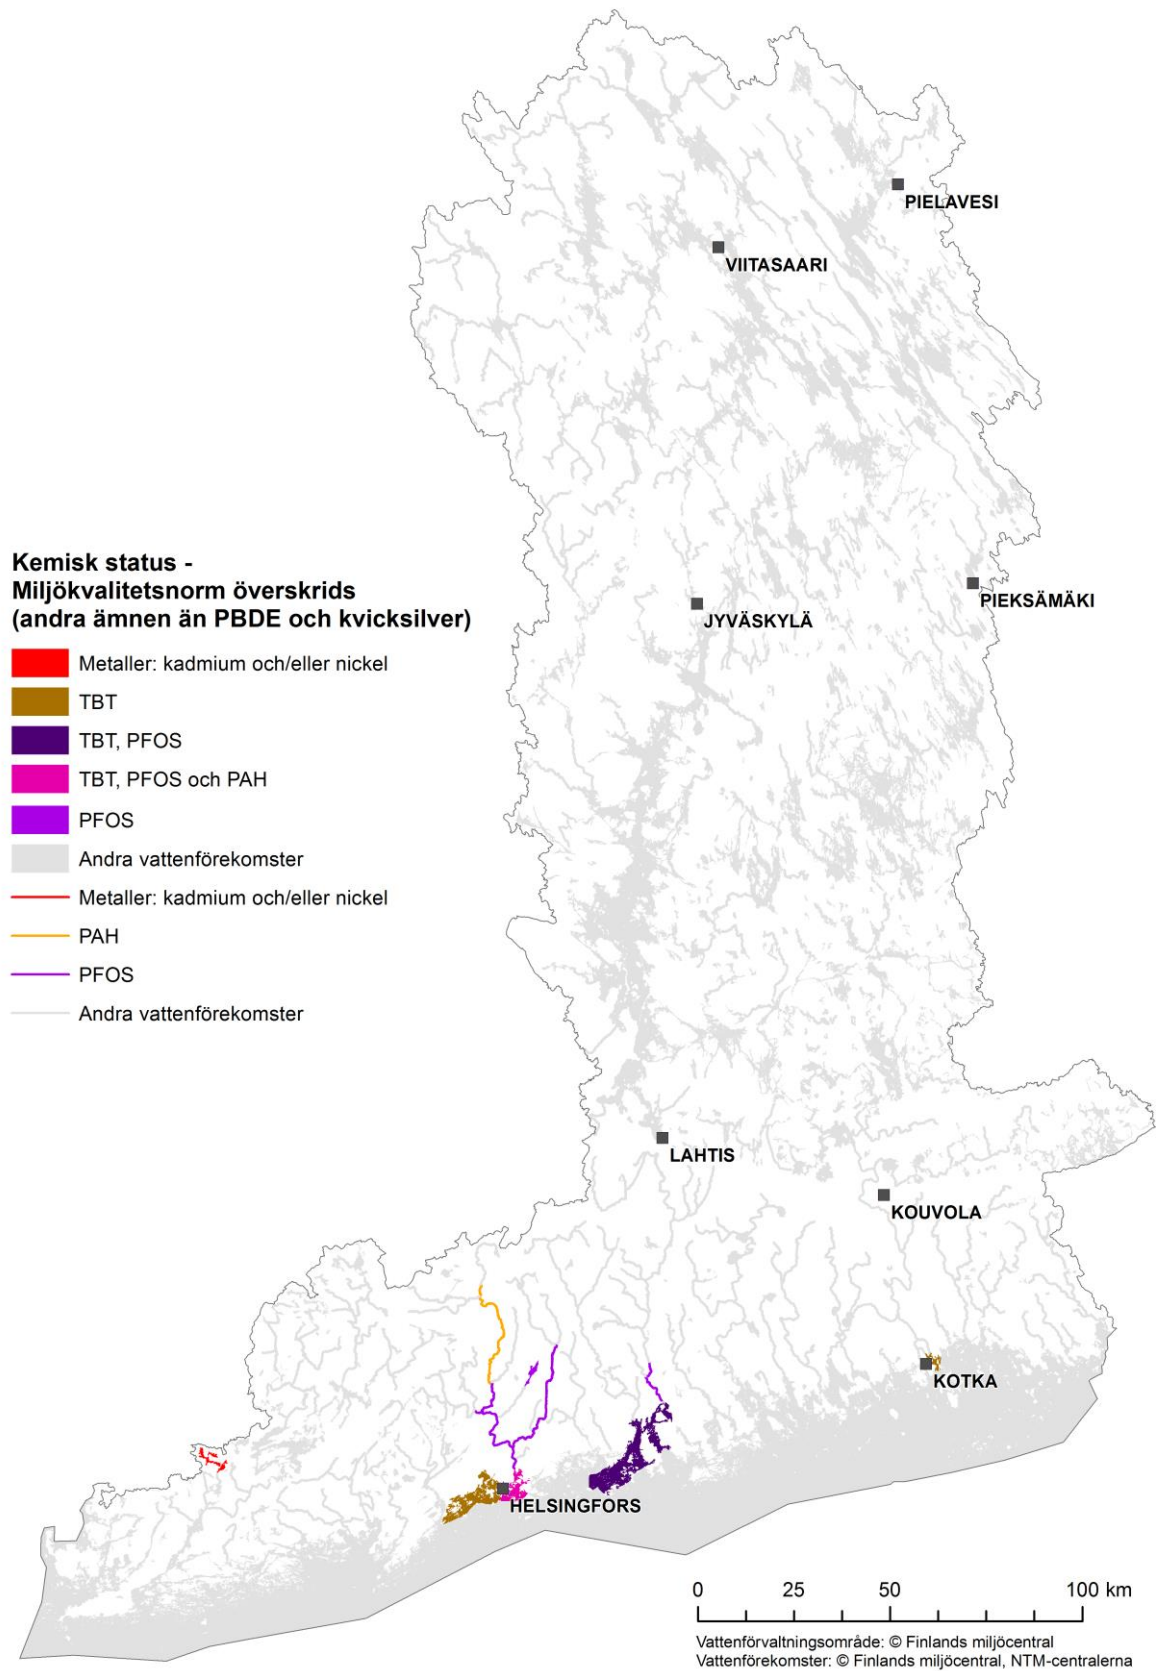 PIELAVESI
VIITASAARI
Kemisk status -
Miljökvalitetsnorm överskrids
(andra ämnen än PBDE och kvicksilver)
PIEKSÄMÄKI
JYVÄSKYLÄ
Metaller: kadmium och/eller nickel
TBT
TBT, PFOS
TBT, PFOS och PAH
PFOS
Andra vattenförekomster
Metaller: kadmium och/eller nickel
PAH
PFOS
Andra vattenförekomster
LAHTIS
KOUVOLA
KOTKA
HELSINGFORS
0 25 50 100 km
Vattenförvaltningsområde: © Finlands miljöcentral
Vattenförekomster: © Finlands miljöcentral, NTM-centralerna